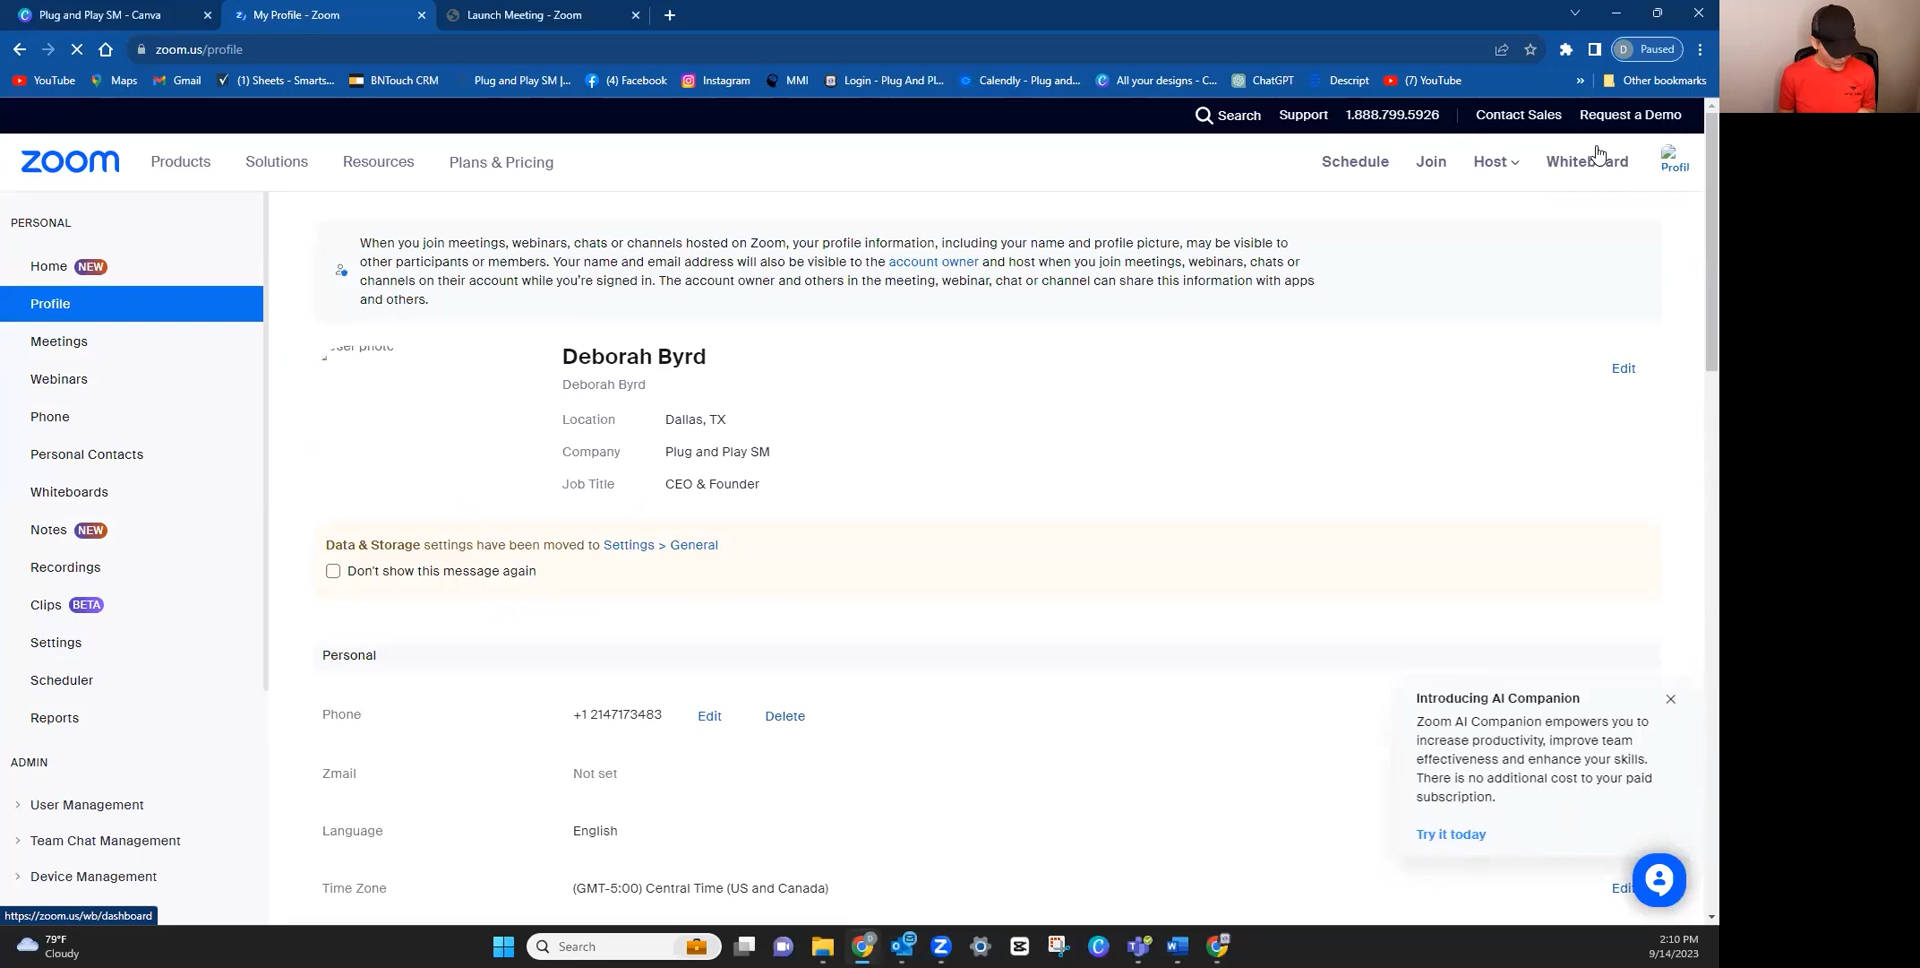 Plug and Play SM - Canva
My Profile - Zoom
Launch Meeting - Zoom
zoom.us/profile
D Paused
YouTube
Maps
Gmail
(1) Sheets - Smarts...
BNTouch CRM
Plug and Play SM |...
(4) Facebook
Instagram
MMI
Login - Plug And Pl...
Calendly - Plug and...
All your designs - C...
ChatGPT
Descript
(7) YouTube
»
Other bookmarks
Search
Support
1.888.799.5926
Contact Sales
Request a Demo
zoom
Products
Solutions
Resources
Plans & Pricing
Schedule
Join
Host
Whiteboard
Profil
PERSONAL
Home NEW
Profile
Meetings
Webinars
Phone
Personal Contacts
Whiteboards
Notes NEW
Recordings
Clips BETA
Settings
Scheduler
Reports
ADMIN
User Management
Team Chat Management
Device Management
https://zoom.us/wb/dashboard
When you join meetings, webinars, chats or channels hosted on Zoom, your profile information, including your name and profile picture, may be visible to
other participants or members. Your name and email address will also be visible to the account owner and host when you join meetings, webinars, chats or
channels on their account while you're signed in. The account owner and others in the meeting, webinar, chat or channel can share this information with apps
and others.
Deborah Byrd
Deborah Byrd
Edit
Location Dallas, TX
Company Plug and Play SM
Job Title CEO & Founder
Data & Storage settings have been moved to Settings > General
Don't show this message again
Personal
Phone +1 2147173483 Edit Delete
Zmail Not set
Language English
Time Zone (GMT-5:00) Central Time (US and Canada)
Introducing AI Companion
Zoom AI Companion empowers you to
increase productivity, improve team
effectiveness and enhance your skills.
There is no additional cost to your paid
subscription.
Try it today
79°F
Cloudy
Search
2:10 PM
9/14/2023